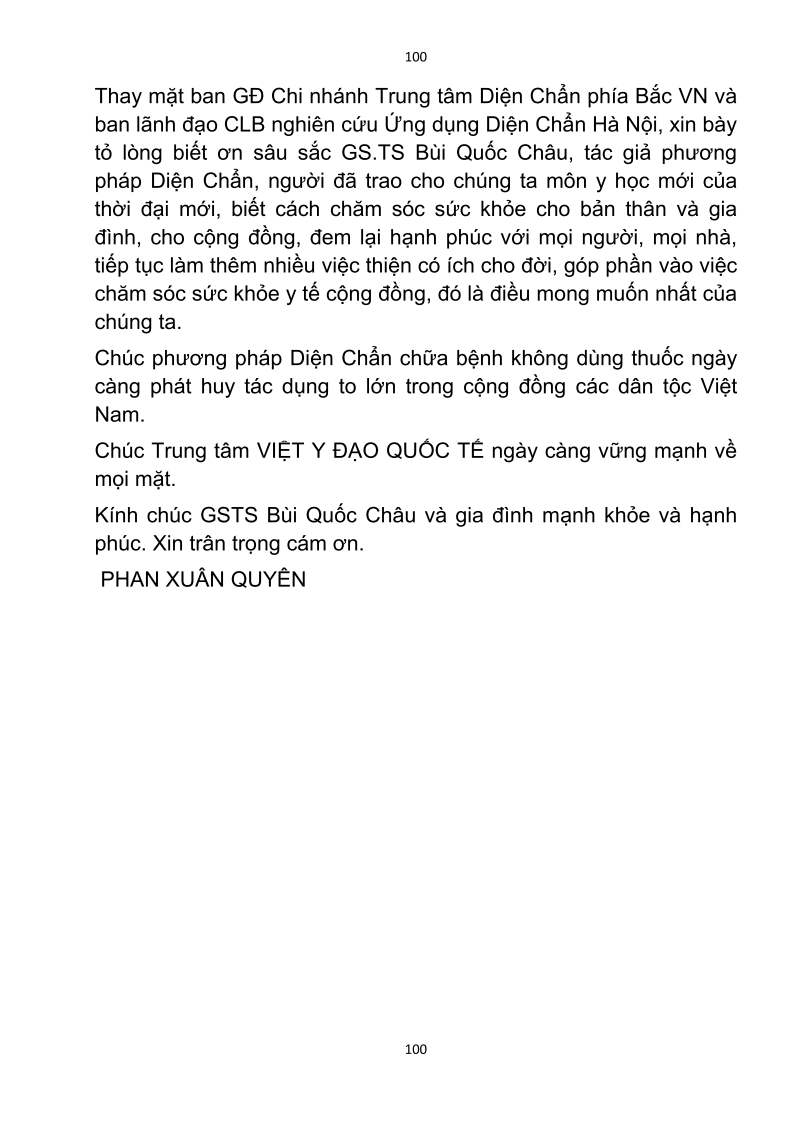 100
Thay mặt ban GĐ Chi nhánh Trung tâm Diện Chẩn phía Bắc VN và
ban lãnh đạo CLB nghiên cứu Ứng dụng Diện Chẩn Hà Nội, xin bày
tỏ lòng biết ơn sâu sắc GS.TS Bùi Quốc Châu, tác giả phương
pháp Diện Chẩn, người đã trao cho chúng ta môn y học mới của
thời đại mới, biết cách chăm sóc sức khỏe cho bản thân và gia
đình, cho cộng đồng, đem lại hạnh phúc với mọi người, mọi nhà,
tiếp tục làm thêm nhiều việc thiện có ích cho đời, góp phần vào việc
chăm sóc sức khỏe y tế cộng đồng, đó là điều mong muốn nhất của
chúng ta.
Chúc phương pháp Diện Chẩn chữa bệnh không dùng thuốc ngày
càng phát huy tác dụng to lớn trong cộng đồng các dân tộc Việt
Nam.
Chúc Trung tâm VIỆT Y ĐẠO QUỐC TẾ ngày càng vững mạnh về
mọi mặt.
Kính chúc GSTS Bùi Quốc Châu và gia đình mạnh khỏe và hạnh
phúc. Xin trân trọng cám ơn.
PHAN XUÂN QUYÊN
100